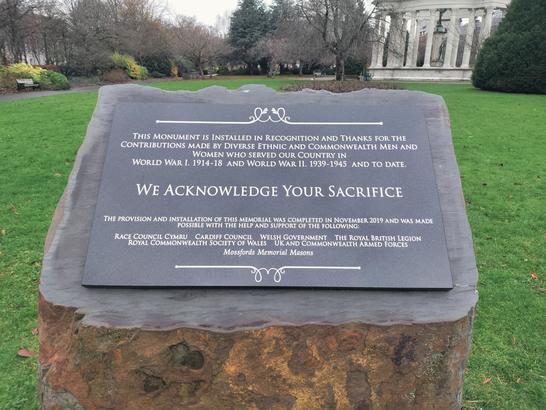 This Monument is Installed in Recognition and Thanks for the
Contributions made by Diverse Ethnic and Commonwealth Men and
Women who served our Country in
World War I. 1914-18 and World War II. 1939-1945 and to date.
We Acknowledge Your Sacrifice
The provision and installation of this memorial was completed in November 2019 and was made
possible with the help and support of the following:
Race Council Cymru Cardiff Council Welsh Government The Royal British Legion
Royal Commonwealth Society of Wales UK and Commonwealth Armed Forces
Mossfords Memorial Masons